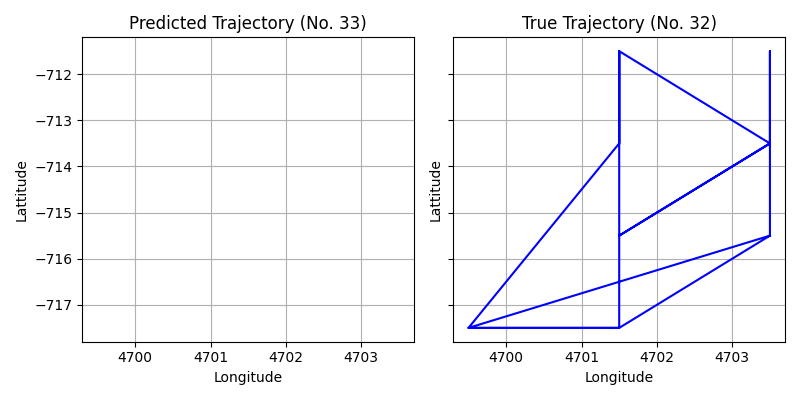 Predicted Trajectory (No. 33)
−712
−713
−714
−715
−716
−717
Lattitude
4700 4701 4702 4703
Longitude
True Trajectory (No. 32)
Lattitude
4700 4701 4702 4703
Longitude